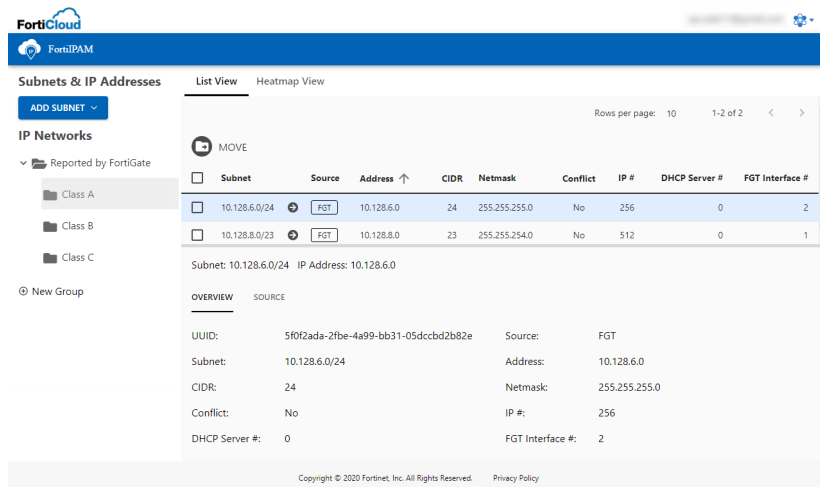 FortiCloud
FortiIPAM
Subnets & IP Addresses
ADD SUBNET
IP Networks
Reported by FortiGate
Class A
Class B
Class C
New Group
List View Heatmap View
Rows per page: 10 1-2 of 2
MOVE
Subnet Source Address CIDR Netmask Conflict IP # DHCP Server # FGT Interface #
10.128.6.0/24 FGT 10.128.6.0 24 255.255.255.0 No 256 0 2
10.128.8.0/23 FGT 10.128.8.0 23 255.255.254.0 No 512 0 1
Subnet: 10.128.6.0/24 IP Address: 10.128.6.0
OVERVIEW SOURCE
UUID: 5f0f2ada-2fbe-4a99-bb31-05dccbd2b82e Source: FGT
Subnet: 10.128.6.0/24 Address: 10.128.6.0
CIDR: 24 Netmask: 255.255.255.0
Conflict: No IP #: 256
DHCP Server #: 0 FGT Interface #: 2
Copyright © 2020 Fortinet, Inc. All Rights Reserved. Privacy Policy